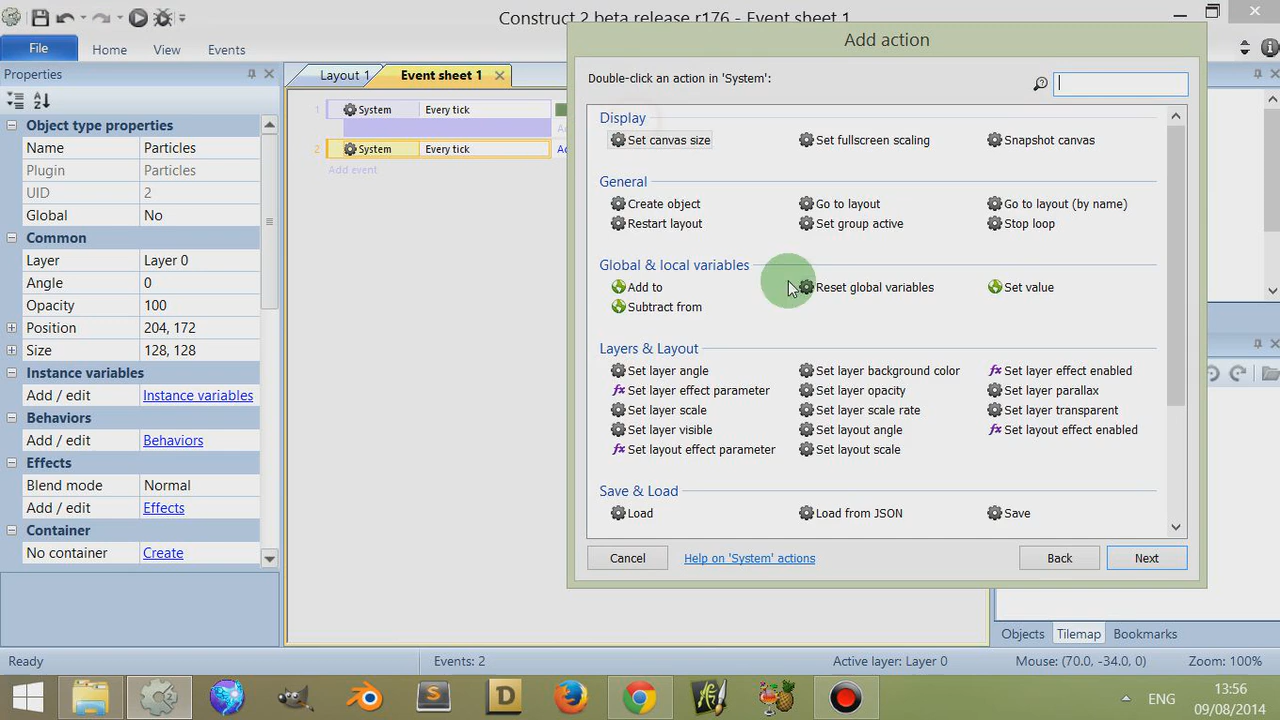 Construct 2 beta release r176 - Event sheet 1
File Home View Events
Add action
Properties
Layout 1
Event sheet 1
Double-click an action in 'System':
Object type properties
Name Particles
Plugin Particles
UID 2
Global No
Common
Layer Layer 0
Angle 0
Opacity 100
Position 204, 172
Size 128, 128
Instance variables
Add / edit Instance variables
Behaviors
Add / edit Behaviors
Effects
Blend mode Normal
Add / edit Effects
Container
No container Create
1 System Every tick
2 System Every tick
Add event
Display
Set canvas size Set fullscreen scaling Snapshot canvas
General
Create object Go to layout Go to layout (by name)
Restart layout Set group active Stop loop
Global & local variables
Add to Reset global variables Set value
Subtract from
Layers & Layout
Set layer angle Set layer background color Set layer effect enabled
Set layer effect parameter Set layer opacity Set layer parallax
Set layer scale Set layer scale rate Set layer transparent
Set layer visible Set layout angle Set layout effect enabled
Set layout effect parameter Set layout scale
Save & Load
Load Load from JSON Save
Cancel Help on 'System' actions Back Next
Objects Tilemap Bookmarks
Ready Events: 2 Active layer: Layer 0 Mouse: (70.0, -34.0, 0) Zoom: 100%
ENG
13:56
09/08/2014